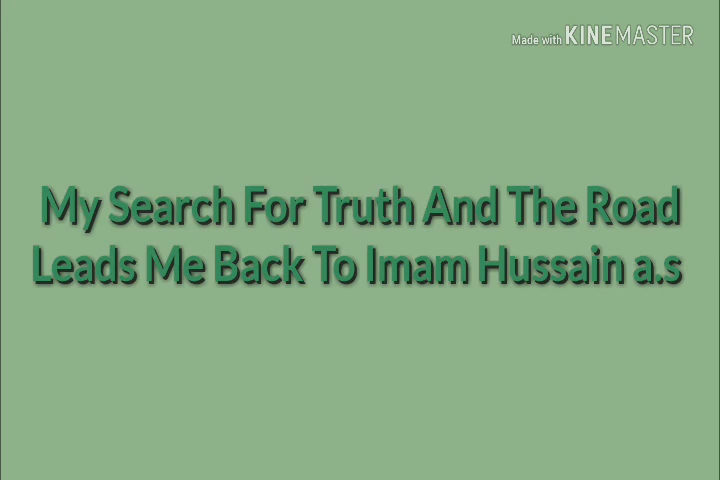 Made with KINEMASTER
My Search For Truth And The Road
Leads Me Back To Imam Hussain a.s